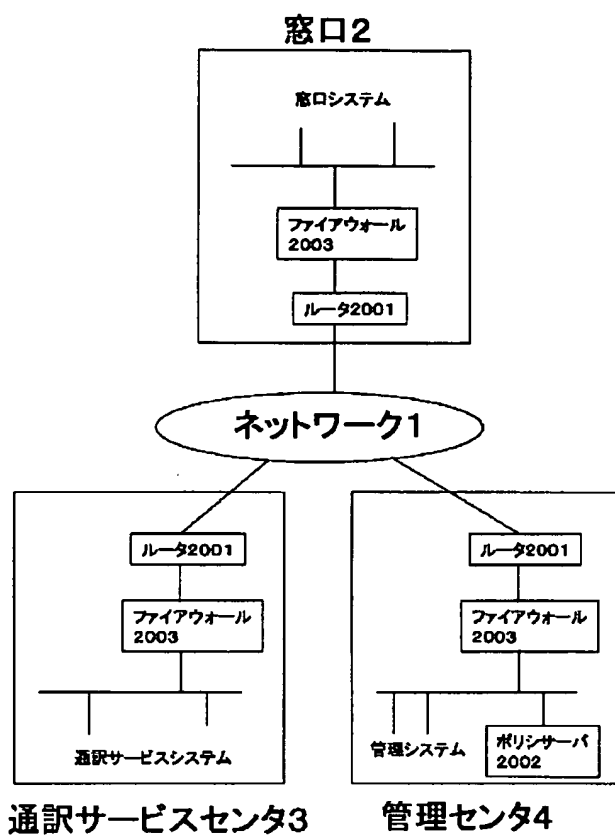 窓口2
窓口システム
ファイアウォール
2003
ルータ2001
ネットワーク1
ルータ2001
ファイアウォール
2003
通訳サービスシステム
通訳サービスセンタ3
ルータ2001
ファイアウォール
2003
管理システム
ポリシサーバ
2002
管理センタ4